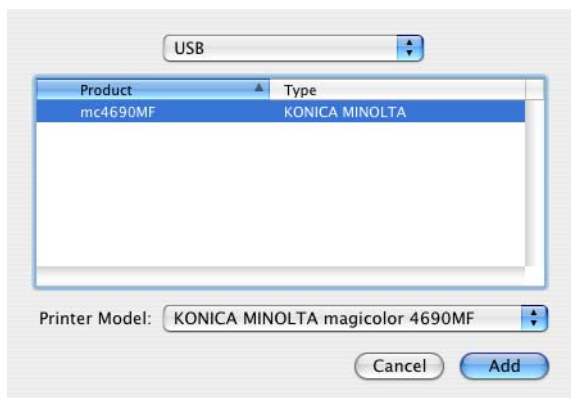 USB
Product Type
mc4690MF KONICA MINOLTA
Printer Model: KONICA MINOLTA magicolor 4690MF
Cancel Add